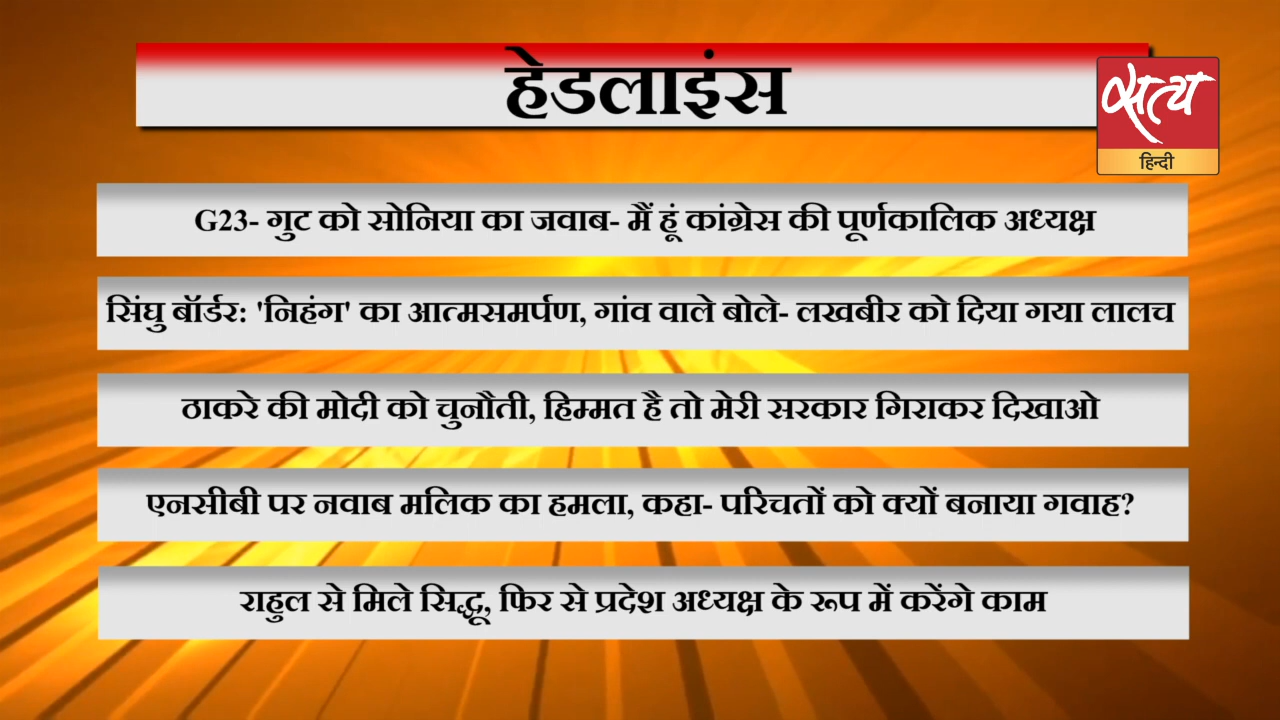 हेडलाइंस
सत्य
हिन्दी
G23- गुट को सोनिया का जवाब- मैं हूं कांग्रेस की पूर्णकालिक अध्यक्ष
सिंघु बॉर्डर: 'निहंग' का आत्मसमर्पण, गांव वाले बोले- लखबीर को दिया गया लालच
ठाकरे की मोदी को चुनौती, हिम्मत है तो मेरी सरकार गिराकर दिखाओ
एनसीबी पर नवाब मलिक का हमला, कहा- परिचतों को क्यों बनाया गवाह?
राहुल से मिले सिद्धू, फिर से प्रदेश अध्यक्ष के रूप में करेंगे काम